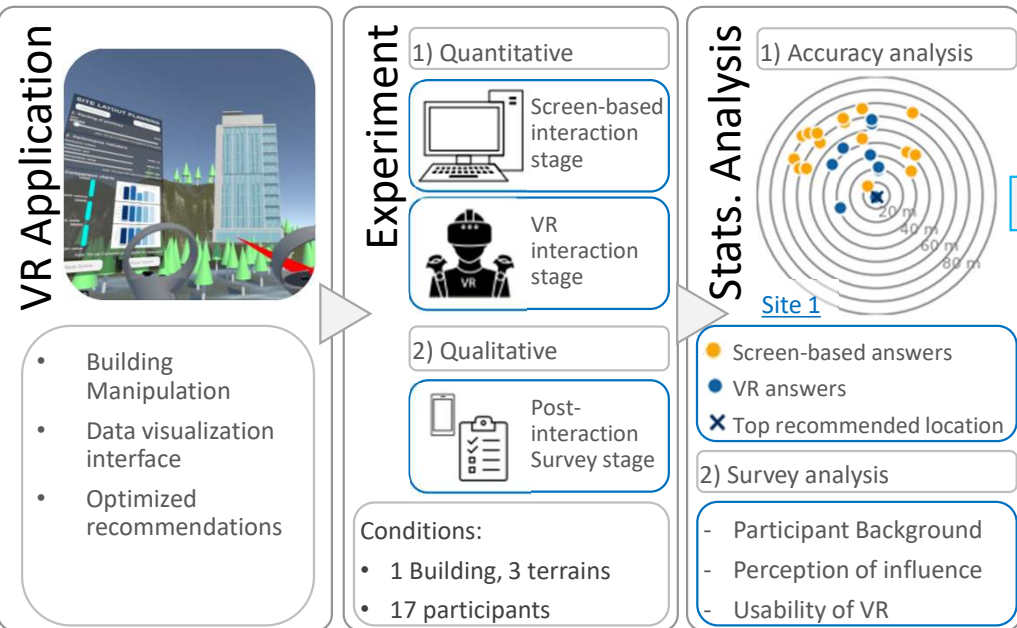 VR Application
SITE LAYOUT PLANNING
• Building
Manipulation
• Data visualization
interface
• Optimized
recommendations
Experiment
1) Quantitative
Screen-based
interaction
stage
VR
VR
interaction
stage
2) Qualitative
Post-
interaction
Survey stage
Conditions:
• 1 Building, 3 terrains
• 17 participants
Stats. Analysis
1) Accuracy analysis
20 m
40 m
60 m
80 m
Site 1
Screen-based answers
VR answers
Top recommended location
2) Survey analysis
- Participant Background
- Perception of influence
- Usability of VR